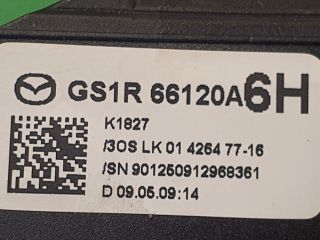 GS1R 66120A6H
K1827
/3OS LK 01 4264 77-16
/SN 901250912968361
D 09.05.09:14